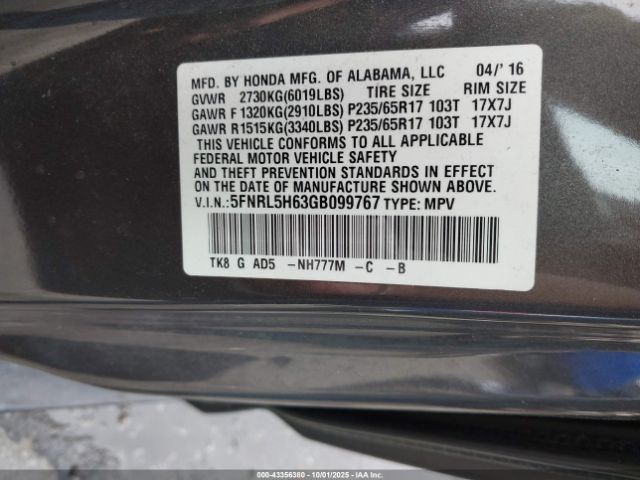 MFD. BY HONDA MFG. OF ALABAMA, LLC 04/'16
GVWR 2730KG(6019LBS) TIRE SIZE RIM SIZE
GAWR F 1320KG(2910LBS) P235/65R17 103T 17X7J
GAWR R1515KG(3340LBS) P235/65R17 103T 17X7J
THIS VEHICLE CONFORMS TO ALL APPLICABLE
FEDERAL MOTOR VEHICLE SAFETY
AND THEFT PREVENTION STANDARDS IN EFFECT
ON THE DATE OF MANUFACTURE SHOWN ABOVE.
V.I.N.: 5FNRL5H63GB099767 TYPE: MPV
TK8 G AD5 -NH777M -C -B
000-43356380 - 10/01/2025 - IAAI.COM